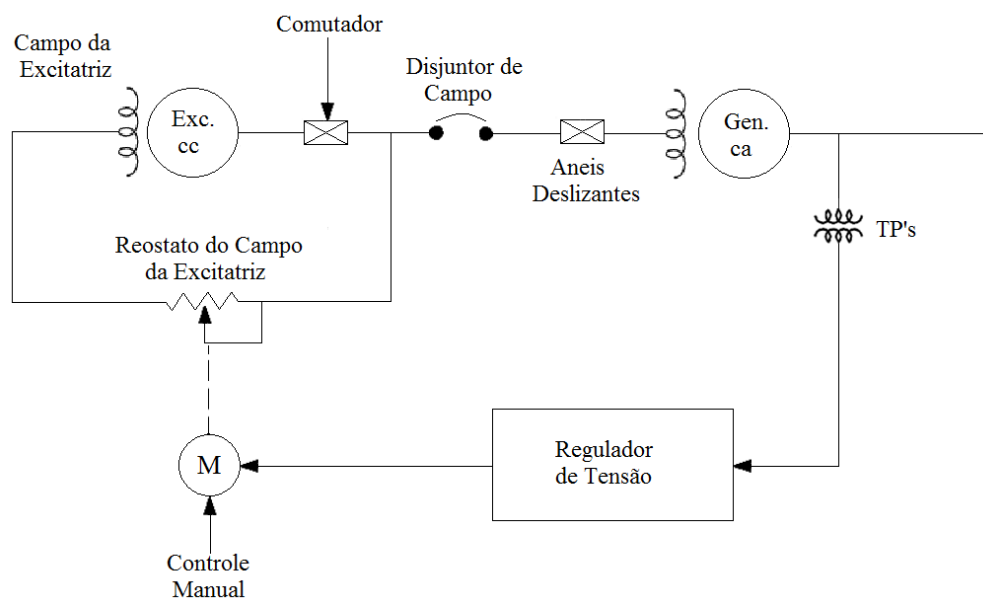 Comutador
Campo da
Excitatriz
Disjuntor de
Campo
Exc.
cc
Gen.
ca
Aneis
Deslizantes
TP's
Reostato do Campo
da Excitatriz
Regulador
de Tensão
M
Controle
Manual